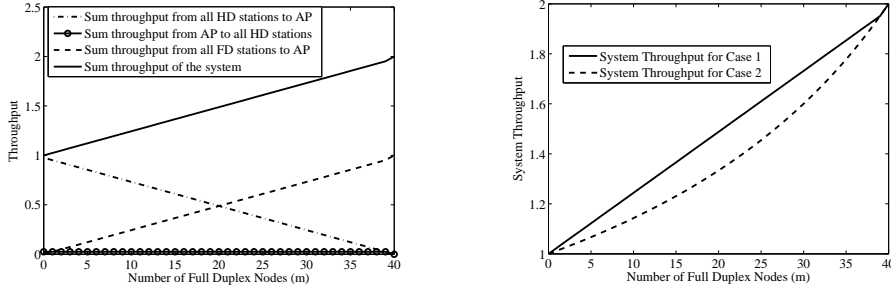 2.5
2
1.5
1
0.5
0
Throughput
Sum throughput from all HD stations to AP
Sum throughput from AP to all HD stations
Sum throughput from all FD stations to AP
Sum throughput of the system
0 5 10 15 20 25 30 35 40
Number of Full Duplex Nodes (m)
2
1.8
1.6
1.4
1.2
1
System Throughput
System Throughput for Case 1
System Throughput for Case 2
0 5 10 15 20 25 30 35 40
Number of Full Duplex Nodes (m)